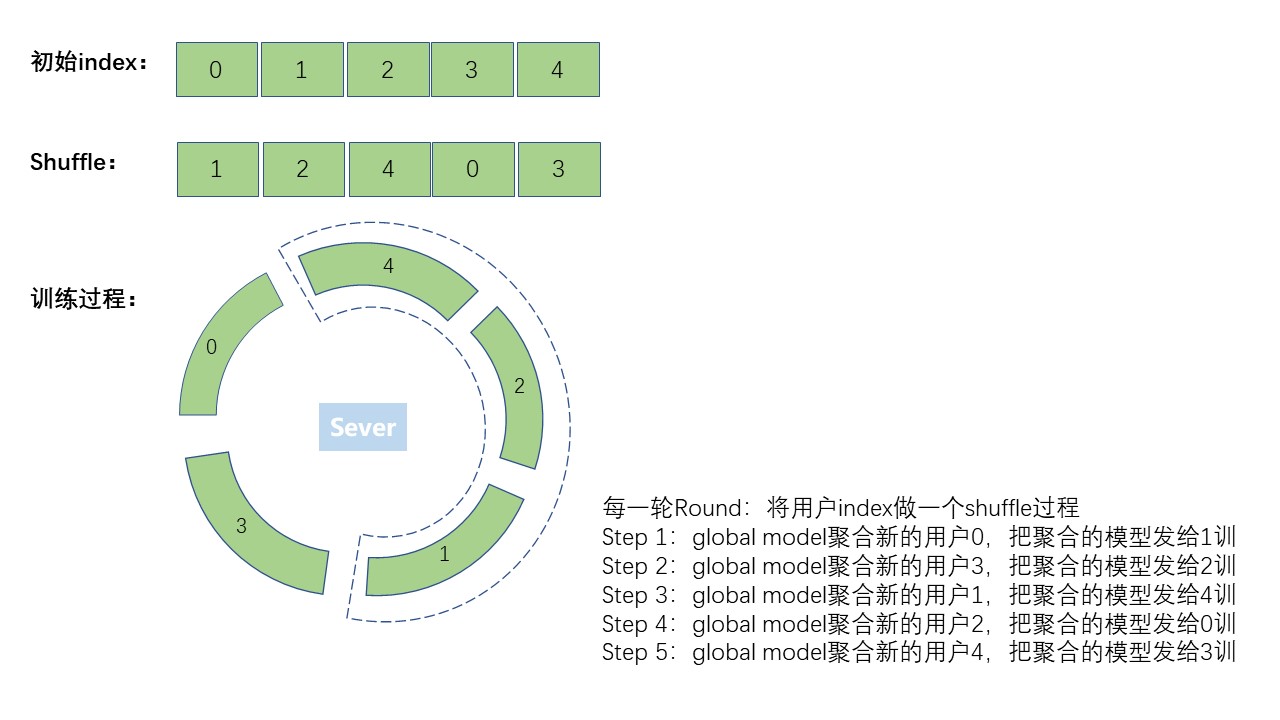 初始index：
0 1 2 3 4
Shuffle：
1 2 4 0 3
训练过程：
4
0
2
Sever
3
1
每一轮Round：将用户index做一个shuffle过程
Step 1：global model聚合新的用户0，把聚合的模型发给1训
Step 2：global model聚合新的用户3，把聚合的模型发给2训
Step 3：global model聚合新的用户1，把聚合的模型发给4训
Step 4：global model聚合新的用户2，把聚合的模型发给0训
Step 5：global model聚合新的用户4，把聚合的模型发给3训